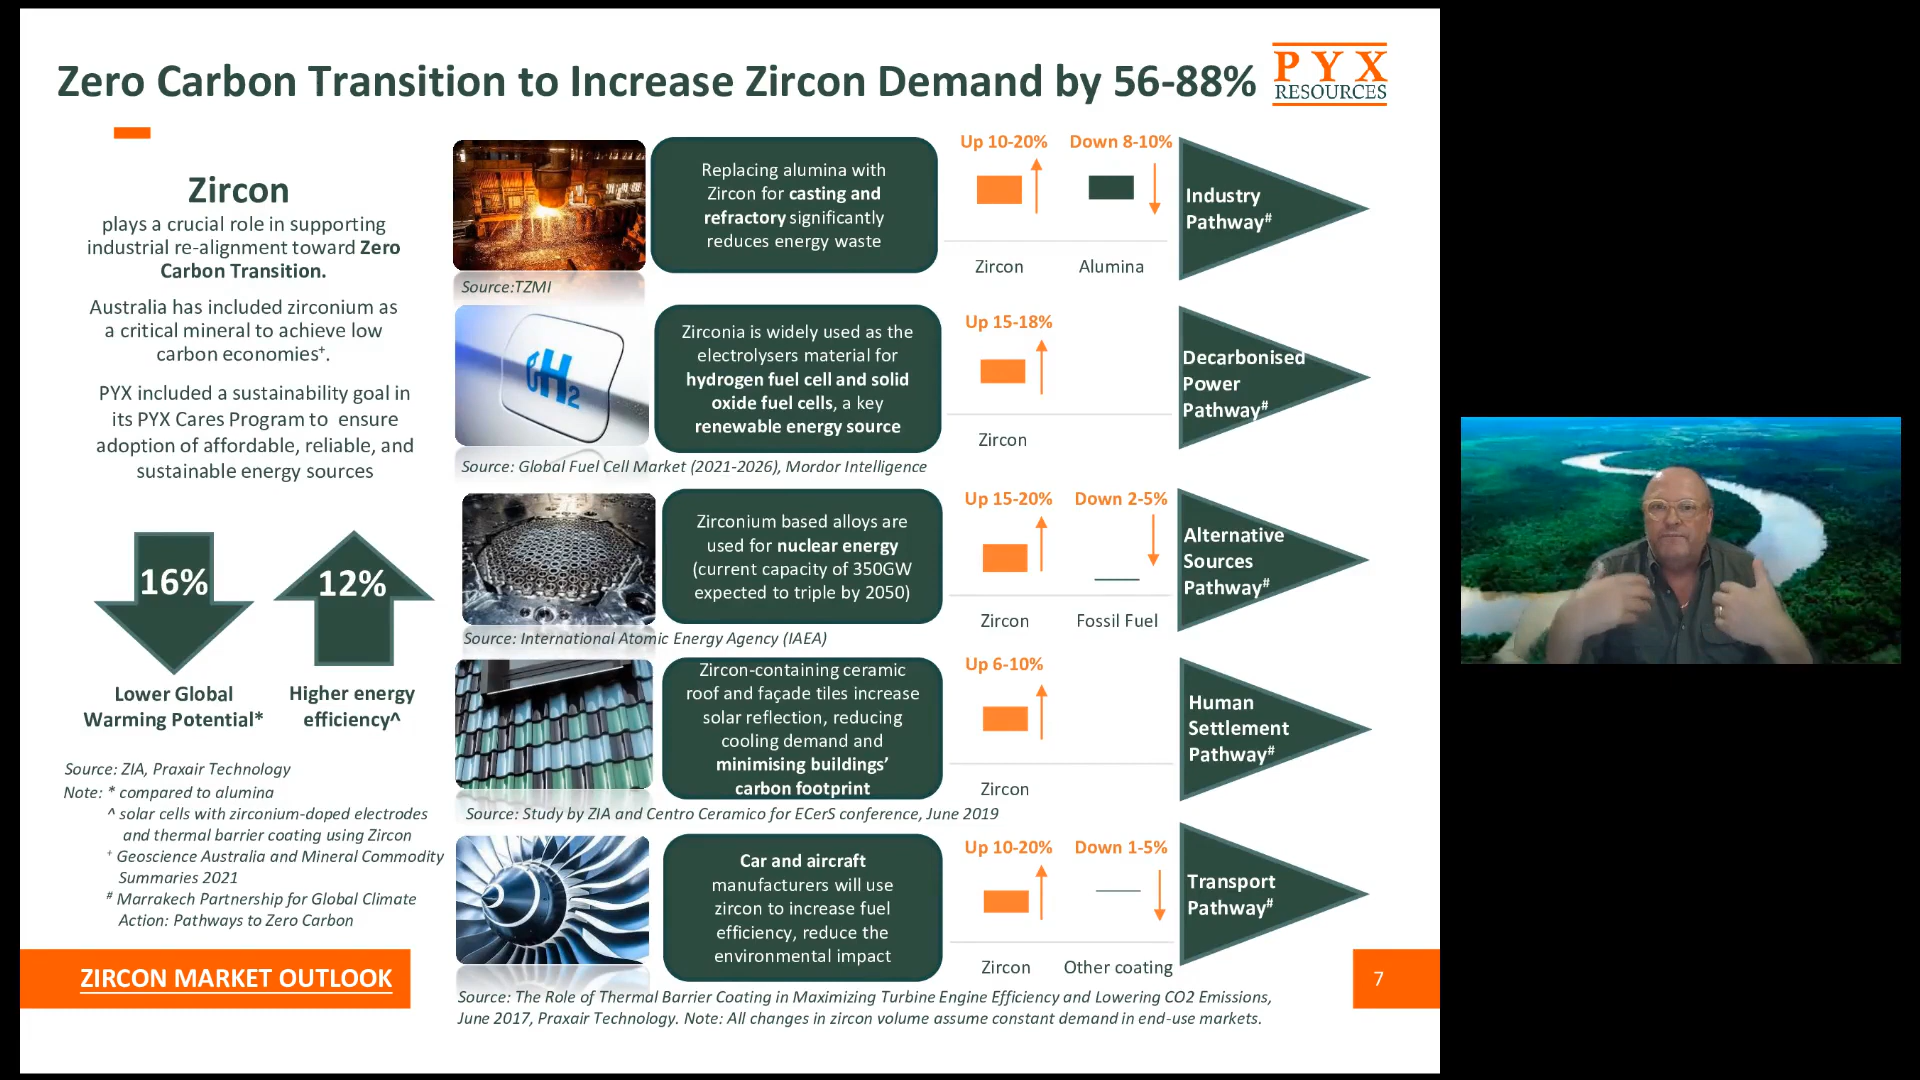 Zero Carbon Transition to Increase Zircon Demand by 56-88%
PYX
RESOURCES
Zircon
plays a crucial role in supporting
industrial re-alignment toward Zero
Carbon Transition.
Australia has included zirconium as
a critical mineral to achieve low
carbon economies⁺.
PYX included a sustainability goal in
its PYX Cares Program to ensure
adoption of affordable, reliable, and
sustainable energy sources
16%
12%
Lower Global
Warming Potential*
Higher energy
efficiency^
Source: ZIA, Praxair Technology
Note: * compared to alumina
^ solar cells with zirconium-doped electrodes
and thermal barrier coating using Zircon
⁺ Geoscience Australia and Mineral Commodity
Summaries 2021
# Marrakech Partnership for Global Climate
Action: Pathways to Zero Carbon
ZIRCON MARKET OUTLOOK
Replacing alumina with
Zircon for casting and
refractory significantly
reduces energy waste
Up 10-20%
Down 8-10%
Zircon
Alumina
Industry
Pathway#
Source:TZMI
H2
Zirconia is widely used as the
electrolysers material for
hydrogen fuel cell and solid
oxide fuel cells, a key
renewable energy source
Up 15-18%
Zircon
Decarbonised
Power
Pathway#
Source: Global Fuel Cell Market (2021-2026), Mordor Intelligence
Zirconium based alloys are
used for nuclear energy
(current capacity of 350GW
expected to triple by 2050)
Up 15-20%
Down 2-5%
Zircon
Fossil Fuel
Alternative
Sources
Pathway#
Source: International Atomic Energy Agency (IAEA)
Zircon-containing ceramic
roof and façade tiles increase
solar reflection, reducing
cooling demand and
minimising buildings'
carbon footprint
Up 6-10%
Zircon
Human
Settlement
Pathway#
Source: Study by ZIA and Centro Ceramico for ECerS conference, June 2019
Car and aircraft
manufacturers will use
zircon to increase fuel
efficiency, reduce the
environmental impact
Up 10-20%
Down 1-5%
Zircon
Other coating
Transport
Pathway#
Source: The Role of Thermal Barrier Coating in Maximizing Turbine Engine Efficiency and Lowering CO2 Emissions,
June 2017, Praxair Technology. Note: All changes in zircon volume assume constant demand in end-use markets.
7